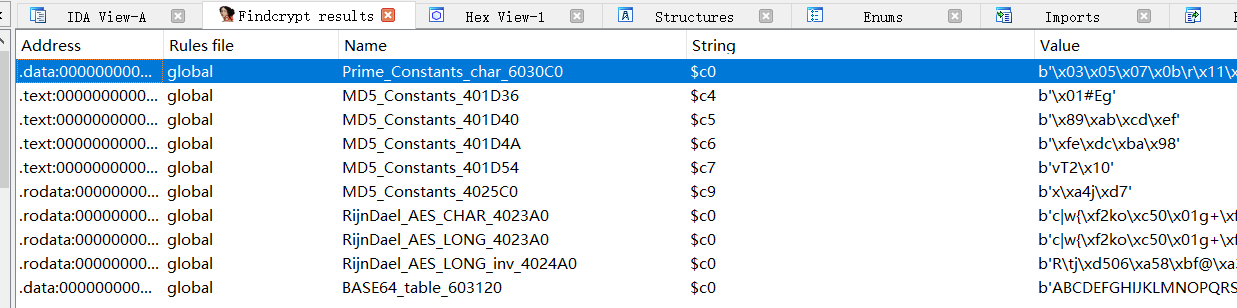 IDA View-A Findcrypt results Hex View-1 Structures Enums Imports
Address Rules file Name String Value
.data:000000000... global Prime_Constants_char_6030C0 $c0 b'\x03\x05\x07\x0b\r\x11\x
.text:0000000000... global MD5_Constants_401D36 $c4 b'\x01#Eg'
.text:0000000000... global MD5_Constants_401D40 $c5 b'\x89\xab\xcd\xef'
.text:0000000000... global MD5_Constants_401D4A $c6 b'\xfe\xdc\xba\x98'
.text:0000000000... global MD5_Constants_401D54 $c7 b'vT2\x10'
.rodata:00000000... global MD5_Constants_4025C0 $c9 b'x\xa4j\xd7'
.rodata:00000000... global RijnDael_AES_CHAR_4023A0 $c0 b'c|w{\xf2ko\xc50\x01g+\xf
.rodata:00000000... global RijnDael_AES_LONG_4023A0 $c0 b'c|w{\xf2ko\xc50\x01g+\xf
.rodata:00000000... global RijnDael_AES_LONG_inv_4024A0 $c0 b'R\tj\xd506\xa58\xbf@\xa3
.data:000000000... global BASE64_table_603120 $c0 b'ABCDEFGHIJKLMNOPQRS